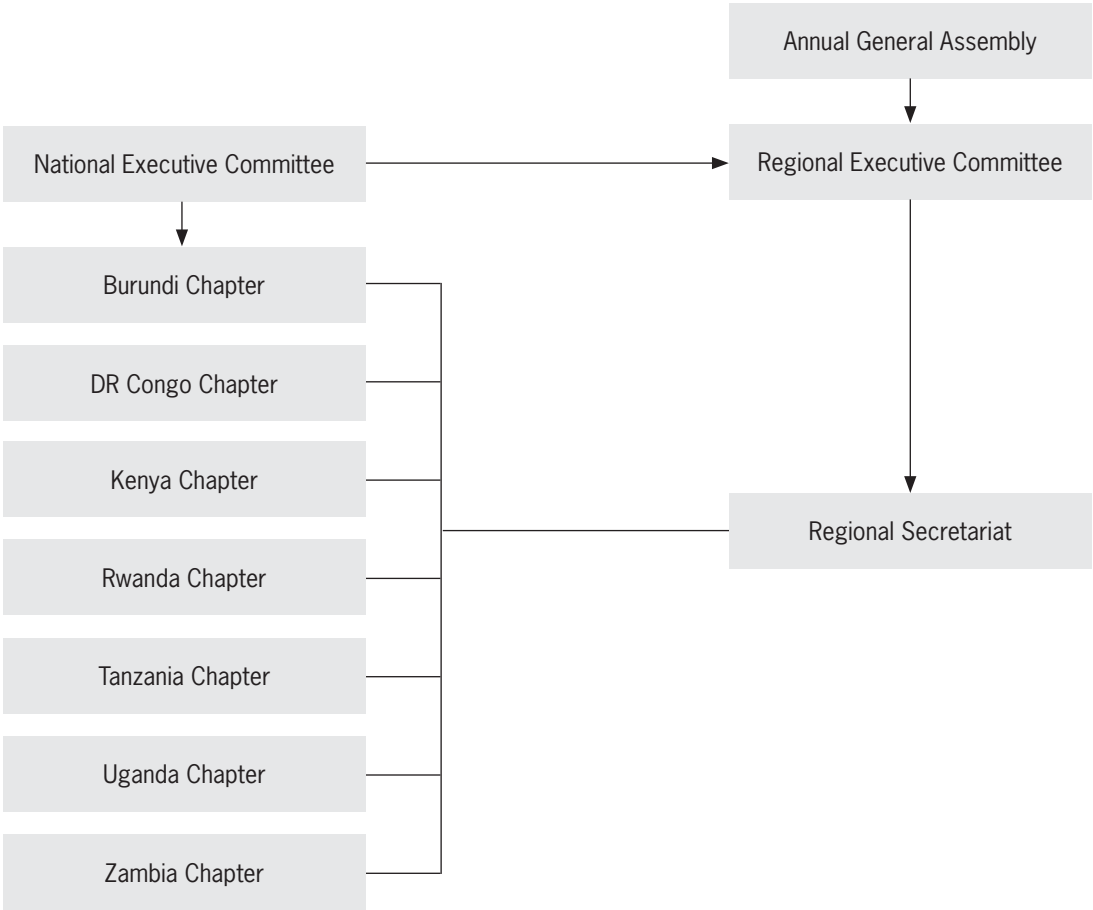 Annual General Assembly
National Executive Committee
Regional Executive Committee
Burundi Chapter
DR Congo Chapter
Kenya Chapter
Regional Secretariat
Rwanda Chapter
Tanzania Chapter
Uganda Chapter
Zambia Chapter